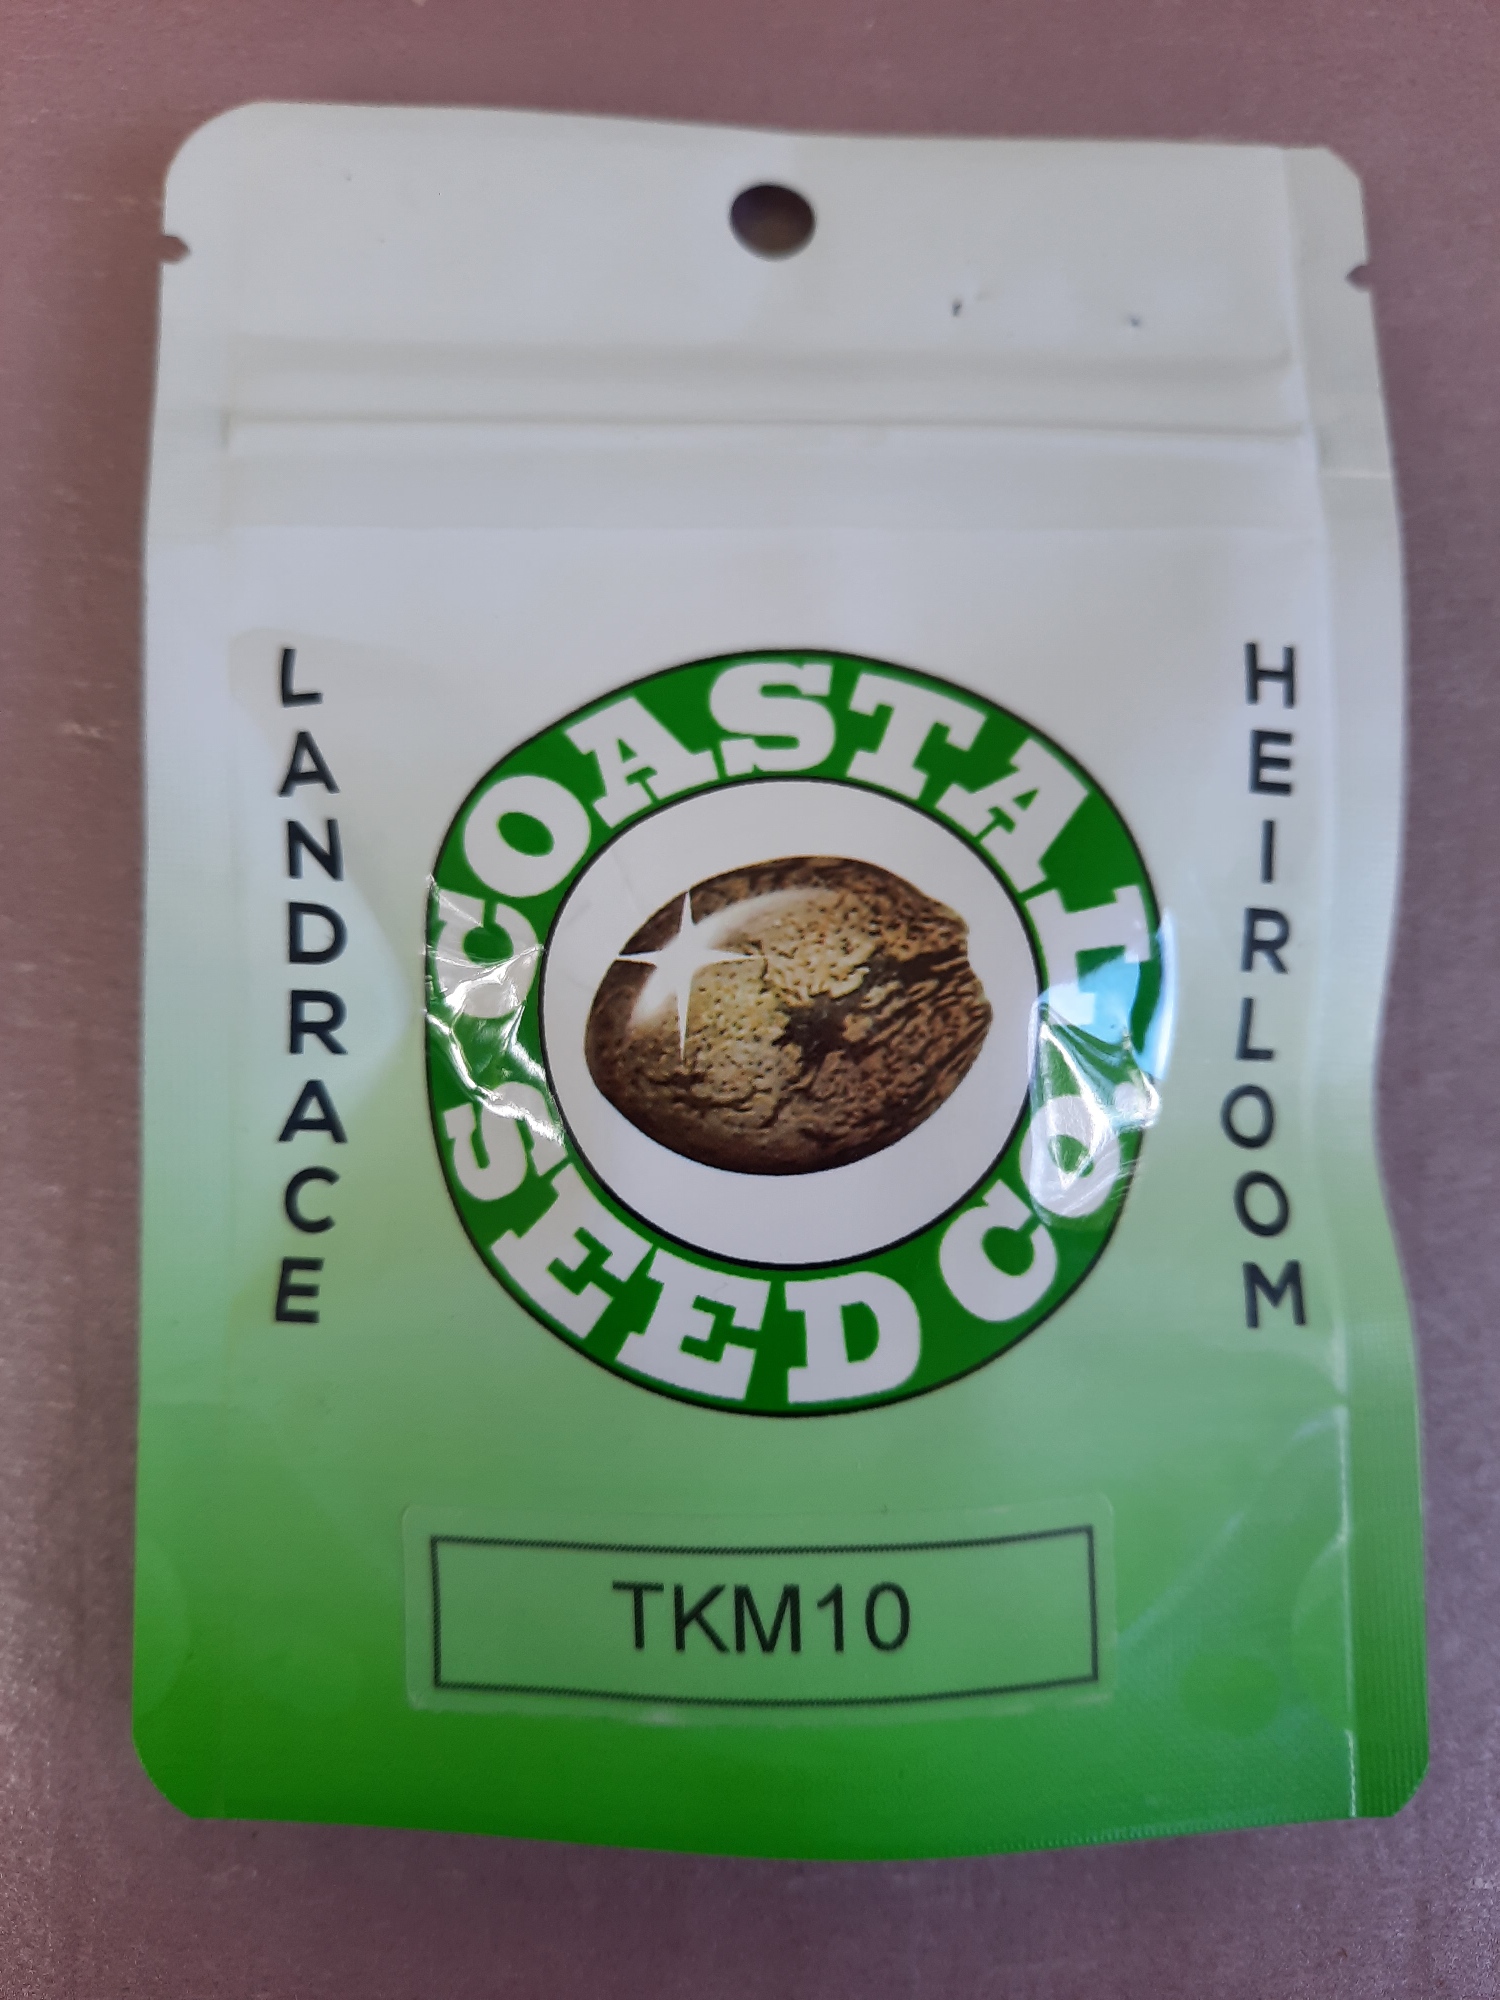 COASTAL
SEED CO.
LANDRACE
HEIRLOOM
TKM10